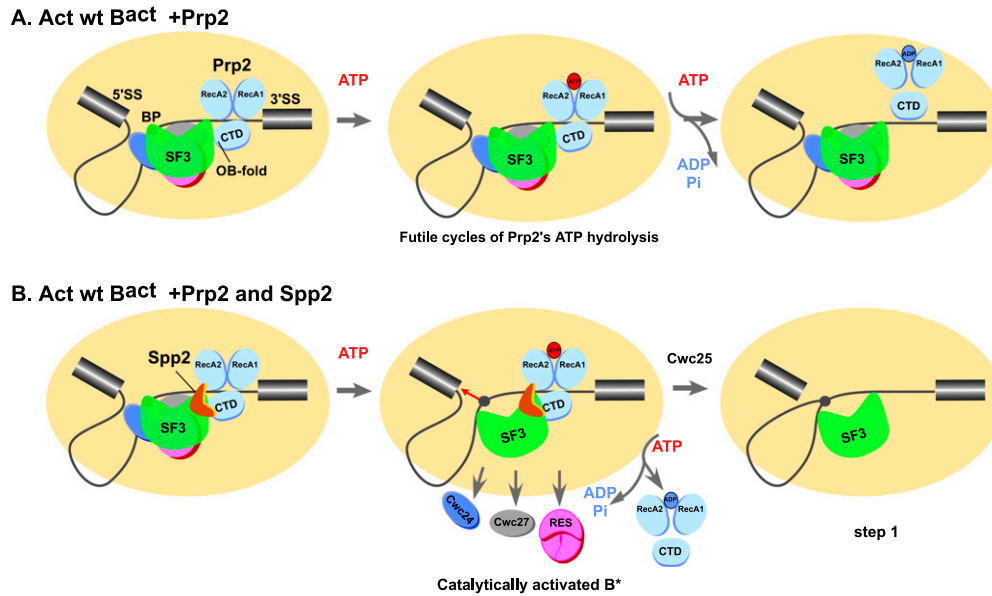 A. Act wt Bact +Prp2
Prp2
RecA2 RecA1
5'SS
3'SS
BP
CTD
SF3
OB-fold
ATP
ATP
RecA2 RecA1
CTD
SF3
Futile cycles of Prp2's ATP hydrolysis
ATP
ADP
Pi
ADP
RecA2 RecA1
CTD
SF3
B. Act wt Bact +Prp2 and Spp2
Spp2
RecA2 RecA1
CTD
SF3
ATP
ATP
RecA2 RecA1
CTD
SF3
Cwc24
Cwc27
RES
ATP
ADP
Pi
ADP
RecA2 RecA1
CTD
Catalytically activated B*
Cwc25
SF3
step 1